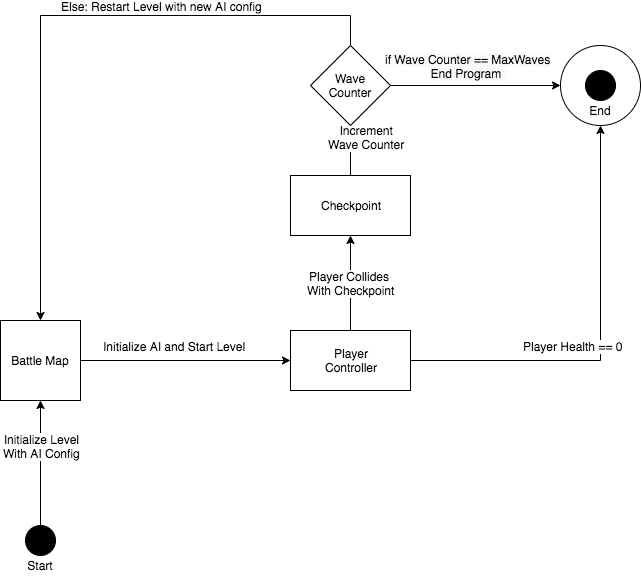 Else: Restart Level with new AI config
Wave
Counter
if Wave Counter == MaxWaves
End Program
End
Increment
Wave Counter
Checkpoint
Player Collides
With Checkpoint
Battle Map
Initialize AI and Start Level
Player
Controller
Player Health == 0
Initialize Level
With AI Config
Start